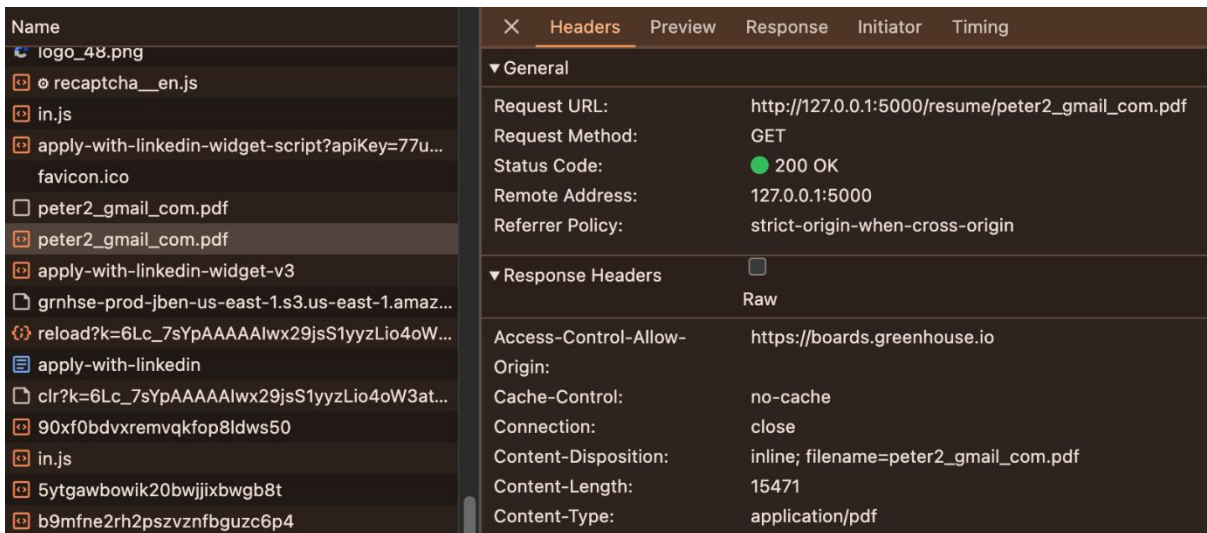 Name
logo_48.png
recaptcha__en.js
in.js
apply-with-linkedin-widget-script?apiKey=77u...
favicon.ico
peter2_gmail_com.pdf
peter2_gmail_com.pdf
apply-with-linkedin-widget-v3
grnhse-prod-jben-us-east-1.s3.us-east-1.amaz...
reload?k=6Lc_7sYpAAAAAIwx29jsS1yyzLio4oW...
apply-with-linkedin
clr?k=6Lc_7sYpAAAAAIwx29jsS1yyzLio4oW3at...
90xf0bdvxremvqkfop8ldws50
in.js
5ytgawbowik20bwjjixbwgb8t
b9mfne2rh2pszvznfbguzc6p4
Headers Preview Response Initiator Timing
General
Request URL: http://127.0.0.1:5000/resume/peter2_gmail_com.pdf
Request Method: GET
Status Code: 200 OK
Remote Address: 127.0.0.1:5000
Referrer Policy: strict-origin-when-cross-origin
Response Headers
Raw
Access-Control-Allow- https://boards.greenhouse.io
Origin:
Cache-Control: no-cache
Connection: close
Content-Disposition: inline; filename=peter2_gmail_com.pdf
Content-Length: 15471
Content-Type: application/pdf